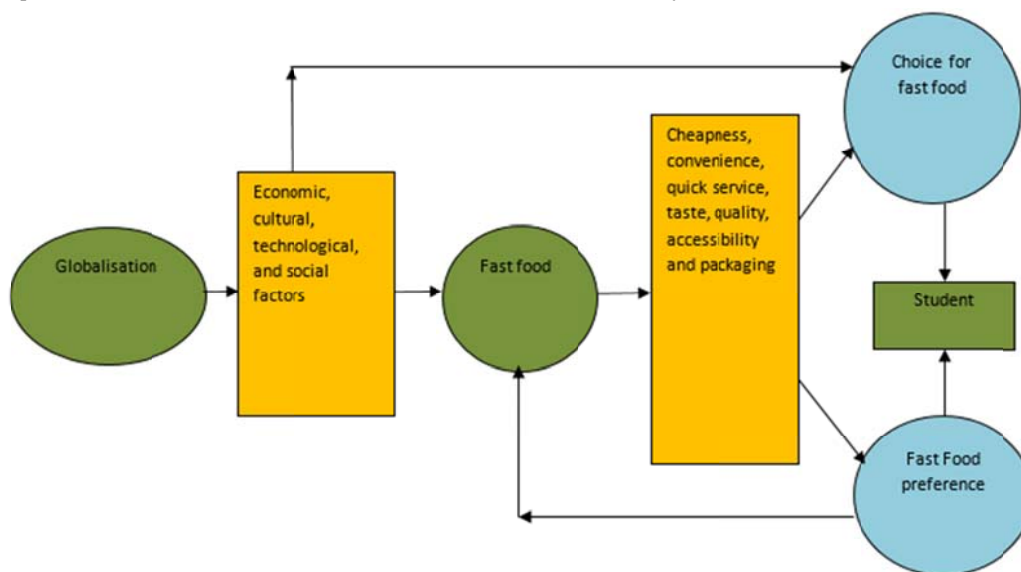 Globalisation
Economic,
cultural,
technological,
and social
factors
Fast food
Cheapness,
convenience,
quick service,
taste, quality,
accessibility
and packaging
Choice for
fast food
Student
Fast Food
preference